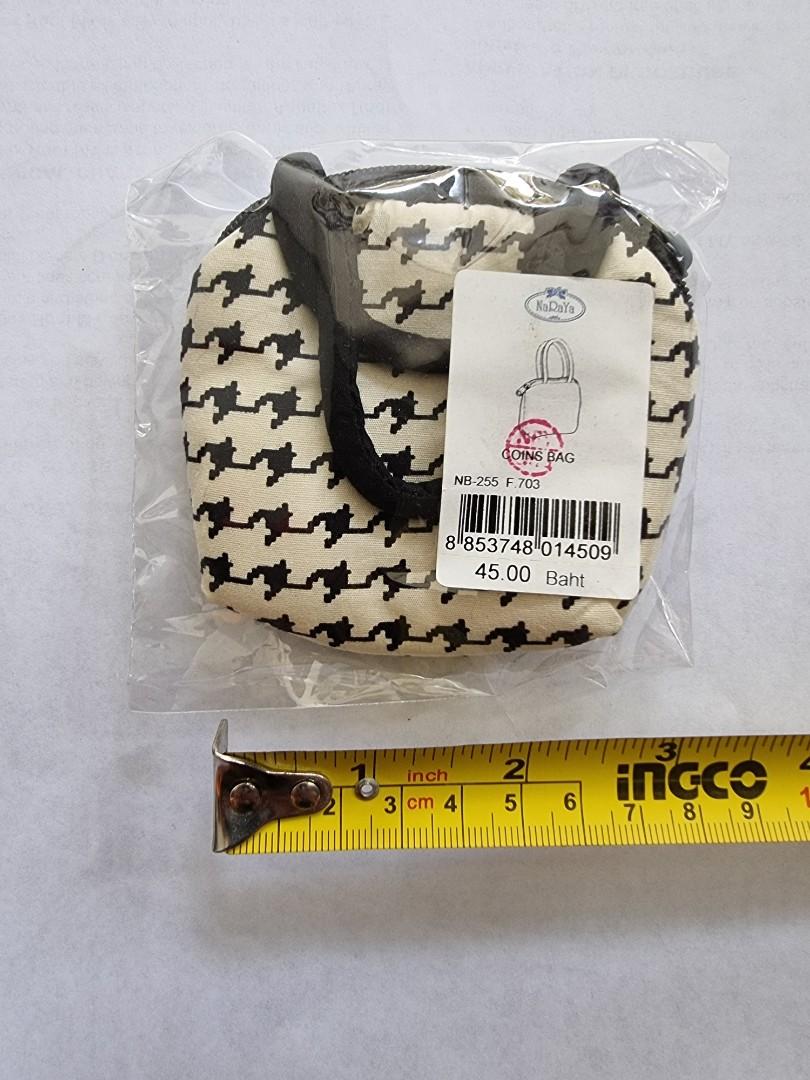 NaRaYa
COINS BAG
NB-255 F.703
8 853748 014509
45.00 Baht
1 inch 2 3
2 3 cm 4 5 6 7 8 9
INGCO